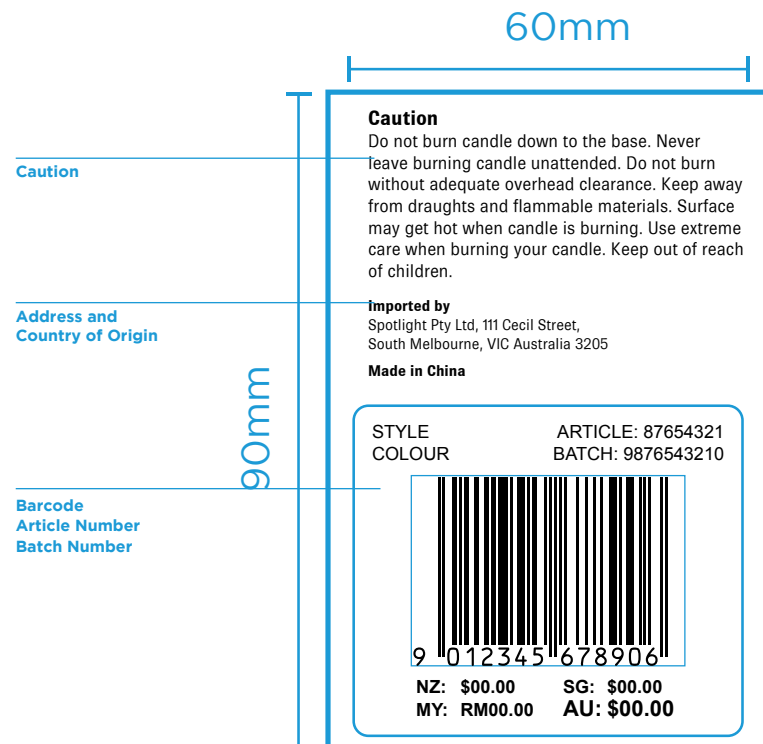 60mm
Caution
Do not burn candle down to the base. Never
leave burning candle unattended. Do not burn
without adequate overhead clearance. Keep away
from draughts and flammable materials. Surface
may get hot when candle is burning. Use extreme
care when burning your candle. Keep out of reach
of children.
Caution
Imported by
Spotlight Pty Ltd, 111 Cecil Street,
South Melbourne, VIC Australia 3205
Made in China
Address and
Country of Origin
90mm
STYLE ARTICLE: 87654321
COLOUR BATCH: 9876543210
Barcode
Article Number
Batch Number
9 012345 678906
NZ: $00.00 SG: $00.00
MY: RM00.00 AU: $00.00